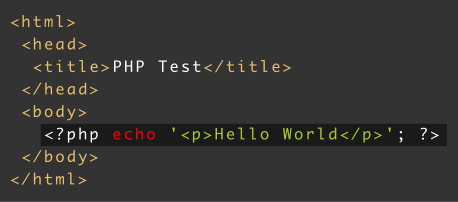 <html>
<head>
<title>PHP Test</title>
</head>
<body>
<?php echo '<p>Hello World</p>'; ?>
</body>
</html>